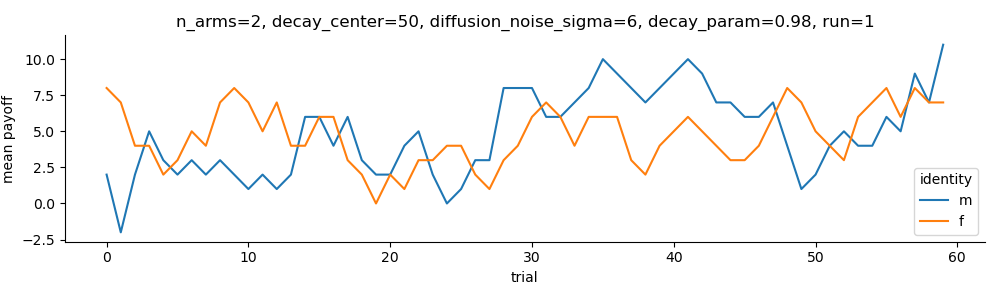 n_arms=2, decay_center=50, diffusion_noise_sigma=6, decay_param=0.98, run=1
mean payoff
10.0
7.5
5.0
2.5
0.0
−2.5
identity
m
f
0 10 20 30 40 50 60
trial